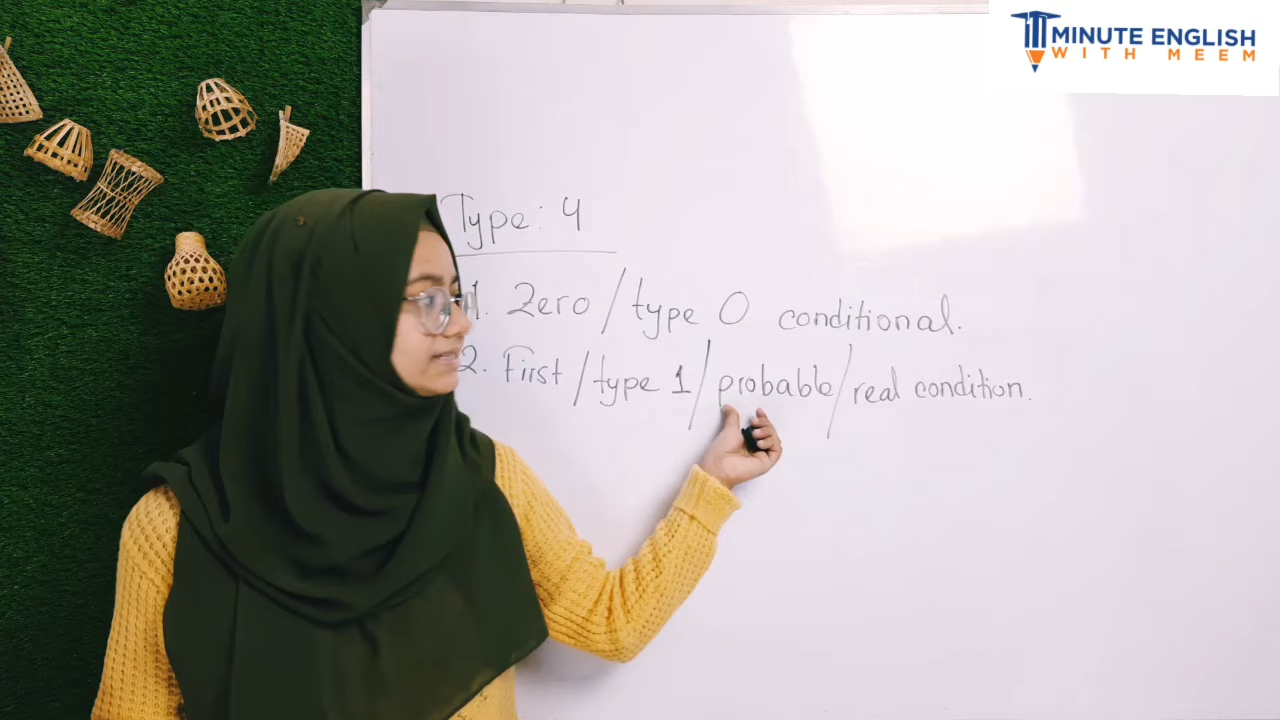 MINUTE ENGLISH
WITH MEEM
Type: 4
1. Zero / type 0 conditional.
2. First / type 1 / probable / real condition.